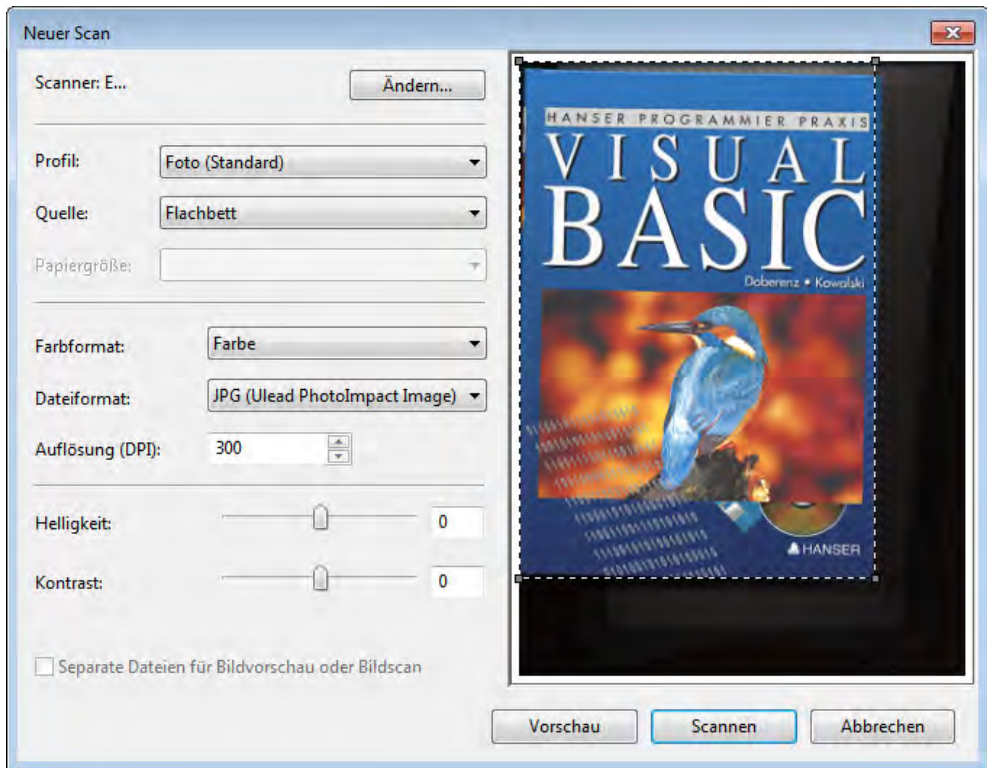 Neuer Scan
Scanner: E...
Ändern...
Profil:
Foto (Standard)
Quelle:
Flachbett
Papiergröße:
Farbformat:
Farbe
Dateiformat:
JPG (Ulead PhotoImpact Image)
Auflösung (DPI):
300
Helligkeit:
0
Kontrast:
0
Separate Dateien für Bildvorschau oder Bildscan
HANSER PROGRAMMIER PRAXIS
VISUAL
BASIC
Doberenz • Kowalski
HANSER
Vorschau
Scannen
Abbrechen